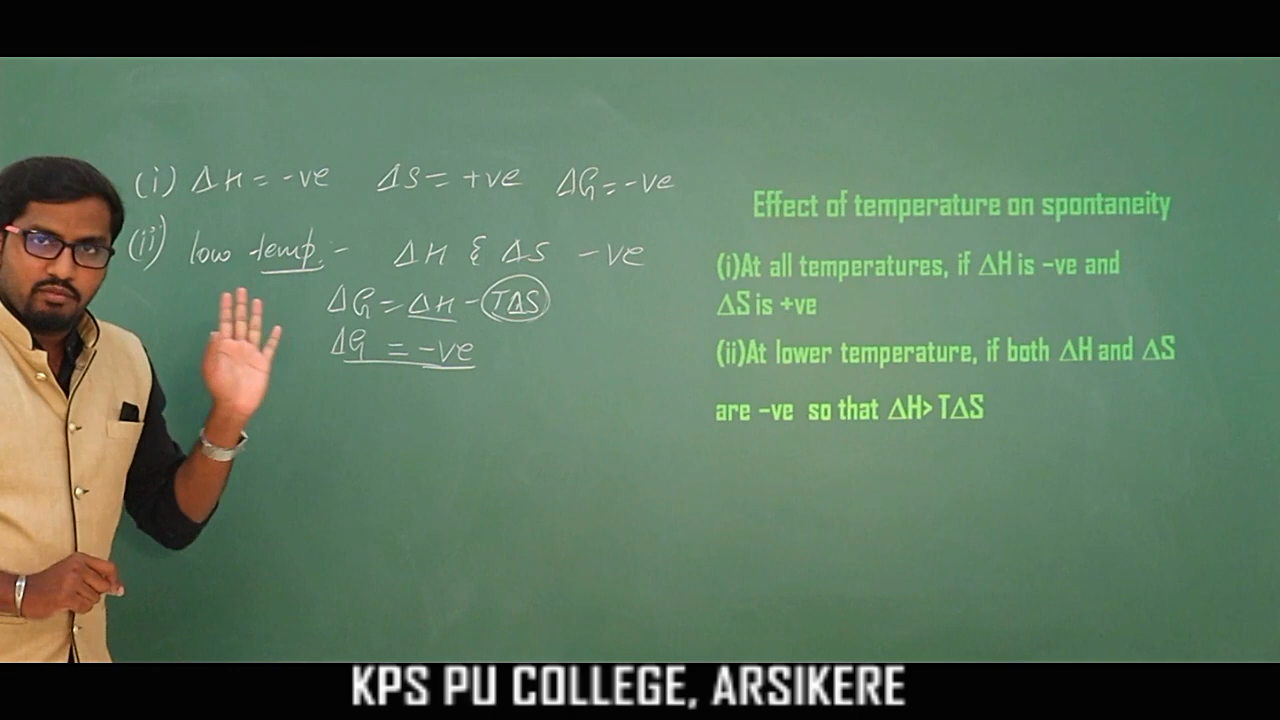 (i) ΔH = -ve ΔS = +ve ΔG = -ve
(ii) low temp :- ΔH & ΔS -ve
ΔG = ΔH - TΔS
ΔG = -ve
Effect of temperature on spontaneity
(i)At all temperatures, if ΔH is –ve and
ΔS is +ve
(ii)At lower temperature, if both ΔH and ΔS
are –ve so that ΔH> TΔS
KPS PU COLLEGE, ARSIKERE